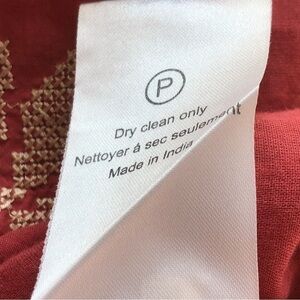 P
Dry clean only
Nettoyer á sec seulement
Made in India